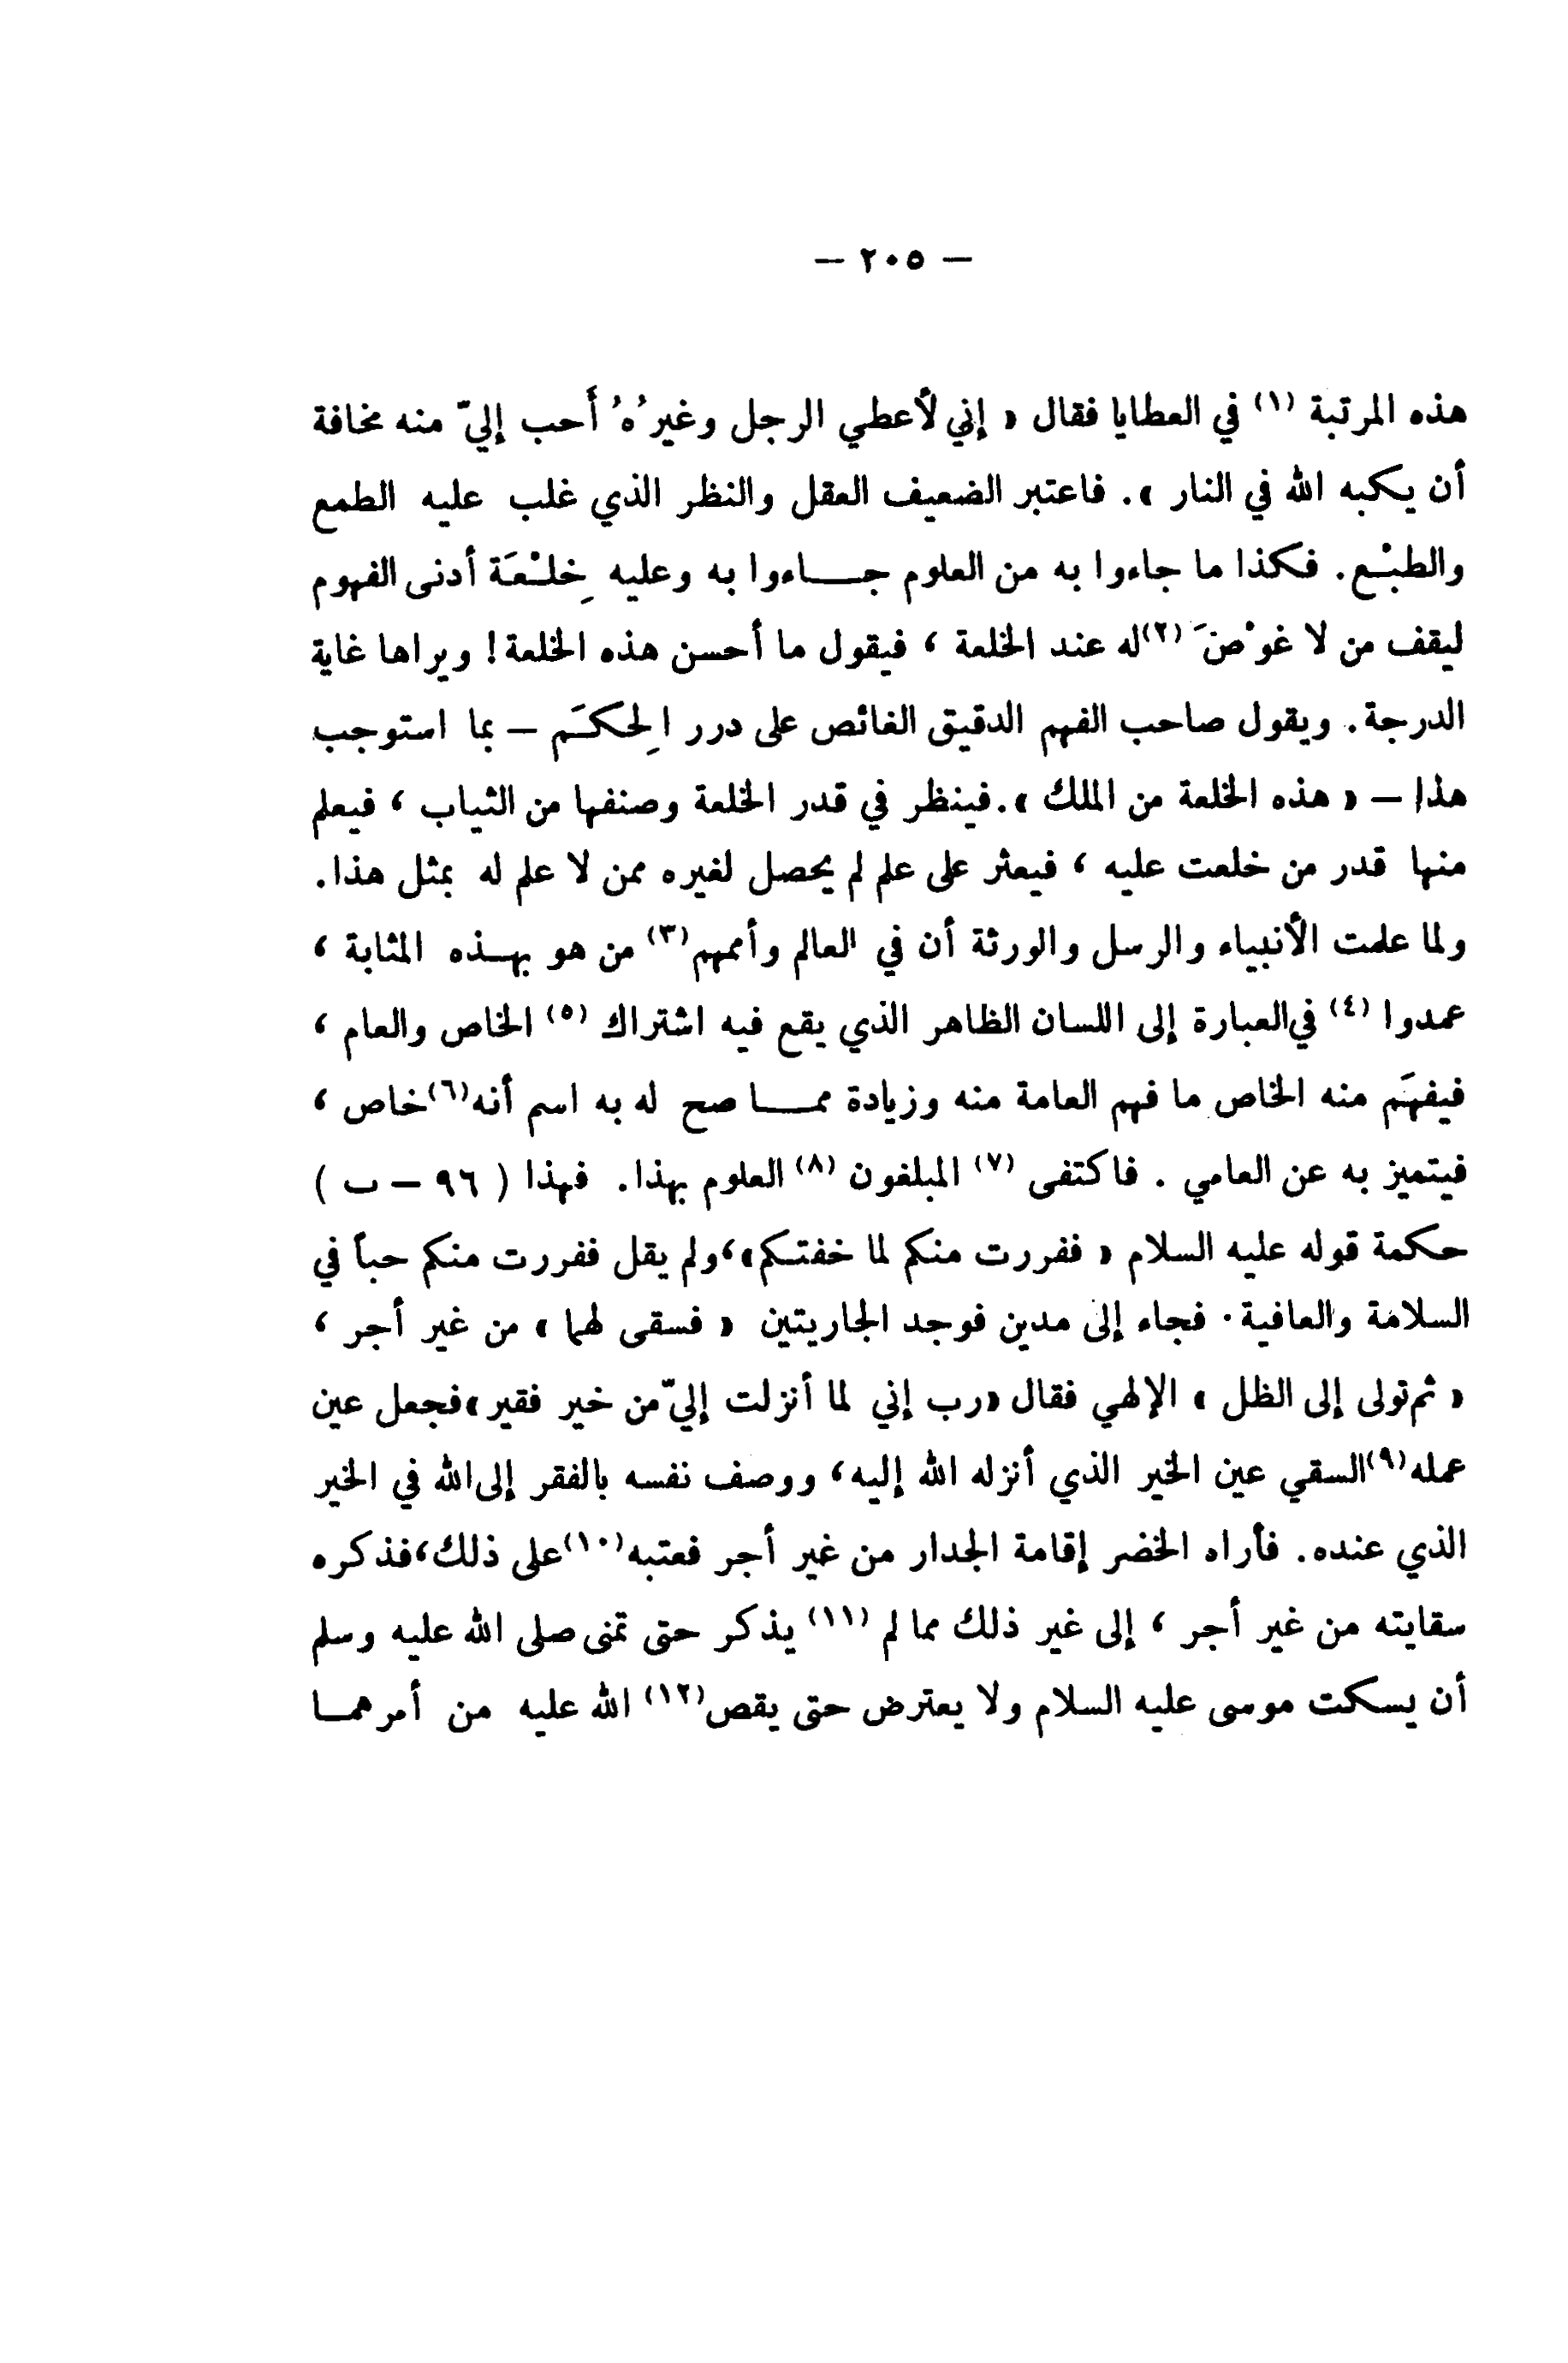 — ٢٠٥ —
هذه المرتبة (١) في العطايا فقال « إني لأعطي الرجل وغيرُهُ أَحب إليّ منه مخافة
أن يكبه الله في النار ». فاعتبر الضعيف العقل والنظر الذي غلب عليه الطمع
والطبْع. فكذا ما جاءوا به من العلوم جاءوا به وعليه خِلْعَة أدنى الفهوم
ليقف من لا غوْصَ (٢) له عند الخلعة ، فيقول ما أحسن هذه الخلعة! ويراها غاية
الدرجة. ويقول صاحب الفهم الدقيق الغائص على درر الِحكَم – بما استوجب
هذا – « هذه الخلعة من الملك ». فينظر في قدر الخلعة وصنفها من الثياب ، فيعلم
منها قدر من خلعت عليه ، فيعثر على علم لم يحصل لغيره ممن لا علم له بمثل هذا.
ولما علمت الأنبياء والرسل والورثة أن في العالم وأممهم (٣) من هو بهذه المثابة ،
عمدوا (٤) في العبارة إلى اللسان الظاهر الذي يقع فيه اشتراك (٥) الخاص والعام ،
فيفهَم منه الخاص ما فهم العامة منه وزيادة مما صح له به اسم أنه (٦) خاص ،
فيتميز به عن العامي . فاكتفى (٧) المبلغون (٨) العلوم بهذا. فهذا ( ٩٦ – ب )
حكمة قوله عليه السلام « ففررت منكم لما خفتكم »، ولم يقل ففررت منكم حباً في
السلامة والعافية. فجاء إلى مدين فوجد الجاريتين « فسقى لهما » من غير أجر ،
« ثم تولى إلى الظل » الإلهي فقال « رب إني لما أنزلت إليّ من خير فقير » فجعل عين
عمله (٩) السقي عين الخير الذي أنزله الله إليه ، ووصف نفسه بالفقر إلى الله في الخير
الذي عنده. فأراه الخضر إقامة الجدار من غير أجر فعتبه (١٠) على ذلك ، فذكره
سقايته من غير أجر ، إلى غير ذلك مما لم (١١) يذكر حتى تمنى صلى الله عليه وسلم
أن يسكت موسى عليه السلام ولا يعترض حتى يقص (١٢) الله عليه من أمرهما